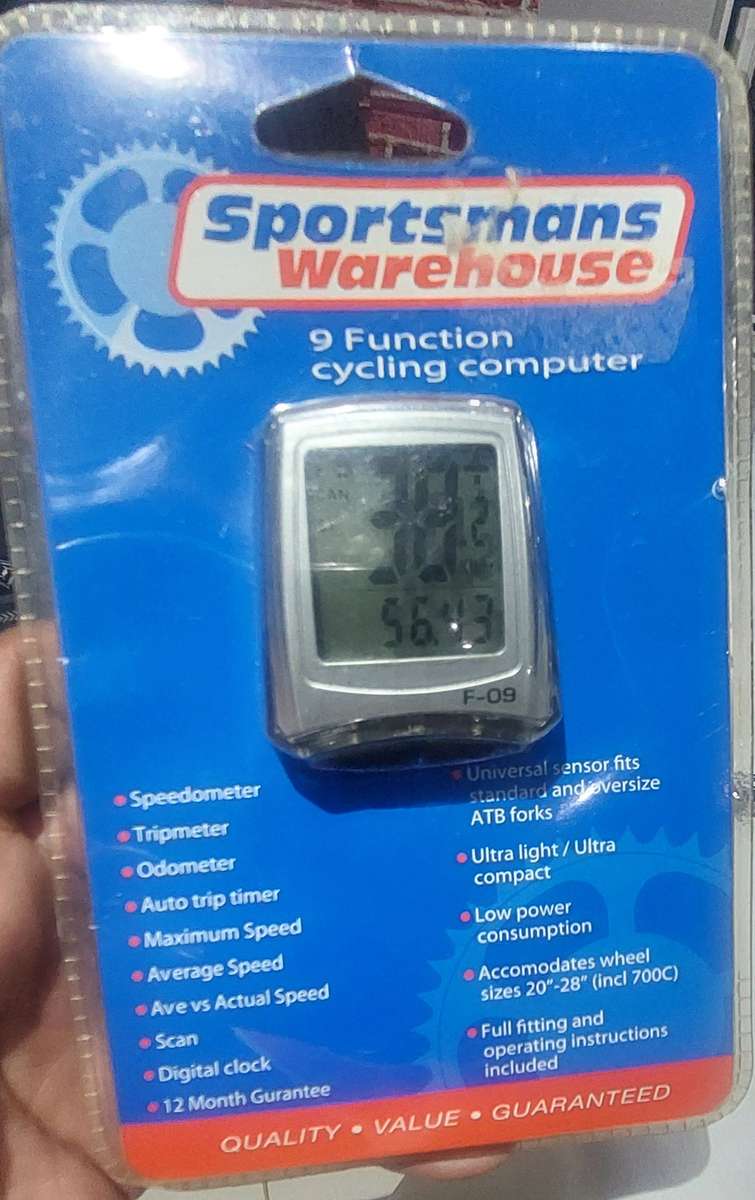 Sportsmans
Warehouse
9 Function
cycling computer
38.2
56.43
F-09
Speedometer
Tripmeter
Odometer
Auto trip timer
Maximum Speed
Average Speed
Ave vs Actual Speed
Scan
Digital clock
12 Month Gurantee
Universal sensor fits
standard and oversize
ATB forks
Ultra light / Ultra
compact
Low power
consumption
Accomodates wheel
sizes 20"-28" (incl 700C)
Full fitting and
operating instructions
included
QUALITY • VALUE • GUARANTEED